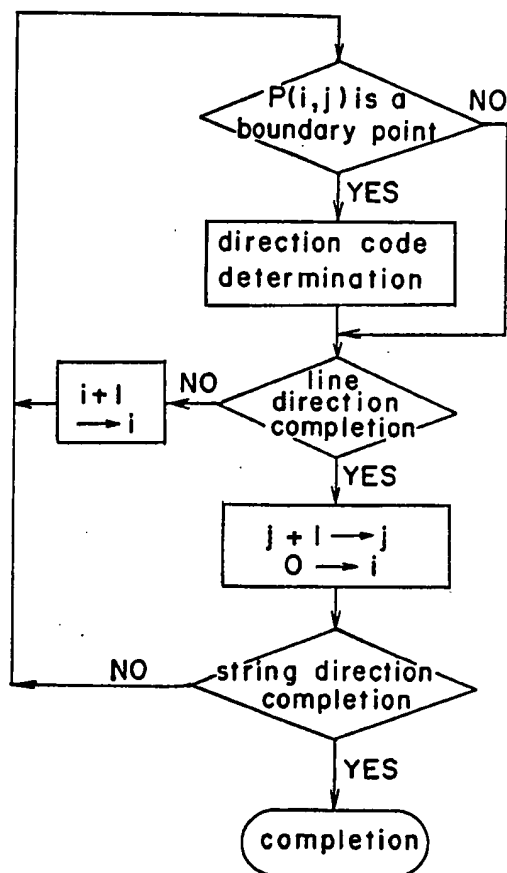 P(i,j) is a
boundary point
NO
YES
direction code
determination
i+1
→ i
NO
line
direction
completion
YES
j + 1 → j
0 → i
NO
string direction
completion
YES
completion